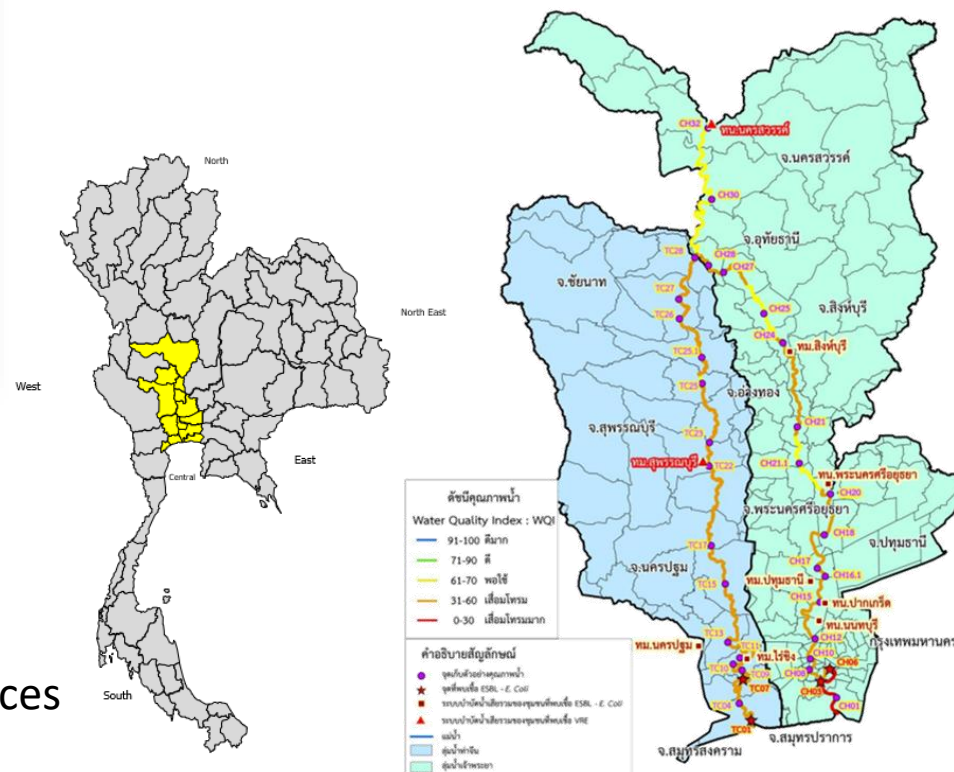 North
North East
West
East
Central
South
ces
CH32
ทน.นครสวรรค์
จ.นครสวรรค์
CH30
จ.อุทัยธานี
TC28
CH28
CH27
จ.ชัยนาท
TC27
TC26
CH25
จ.สิงห์บุรี
CH24
ทม.สิงห์บุรี
TC25.1
TC25
จ.อ่างทอง
จ.สุพรรณบุรี
TC23
CH21
ทม.สุพรรณบุรี
TC22
CH21.1
ทน.พระนครศรีอยุธยา
CH20
จ.พระนครศรีอยุธยา
CH18
จ.ปทุมธานี
TC17
จ.นครปฐม
CH17
CH16.1
ทม.ปทุมธานี
TC15
CH15
ทน.ปากเกร็ด
ทน.นนทบุรี
TC13
CH12
กรุงเทพมหานคร
ทม.นครปฐม
TC11
ทม.ไร่ขิง
CH10
TC10
TC09
CH08
CH06
TC07
CH05
TC04
CH01
TC01
จ.สมุทรปราการ
จ.สมุทรสงคราม
ดัชนีคุณภาพน้ำ
Water Quality Index : WQI
91-100 ดีมาก
71-90 ดี
61-70 พอใช้
31-60 เสื่อมโทรม
0-30 เสื่อมโทรมมาก
คำอธิบายสัญลักษณ์
จุดเก็บตัวอย่างคุณภาพน้ำ
จุดที่พบเชื้อ ESBL - E. Coli
ระบบบำบัดน้ำเสียรวมของชุมชนที่พบเชื้อ ESBL - E. Coli
ระบบบำบัดน้ำเสียรวมของชุมชนที่พบเชื้อ VRE
แม่น้ำ
ลุ่มน้ำท่าจีน
ลุ่มน้ำเจ้าพระยา